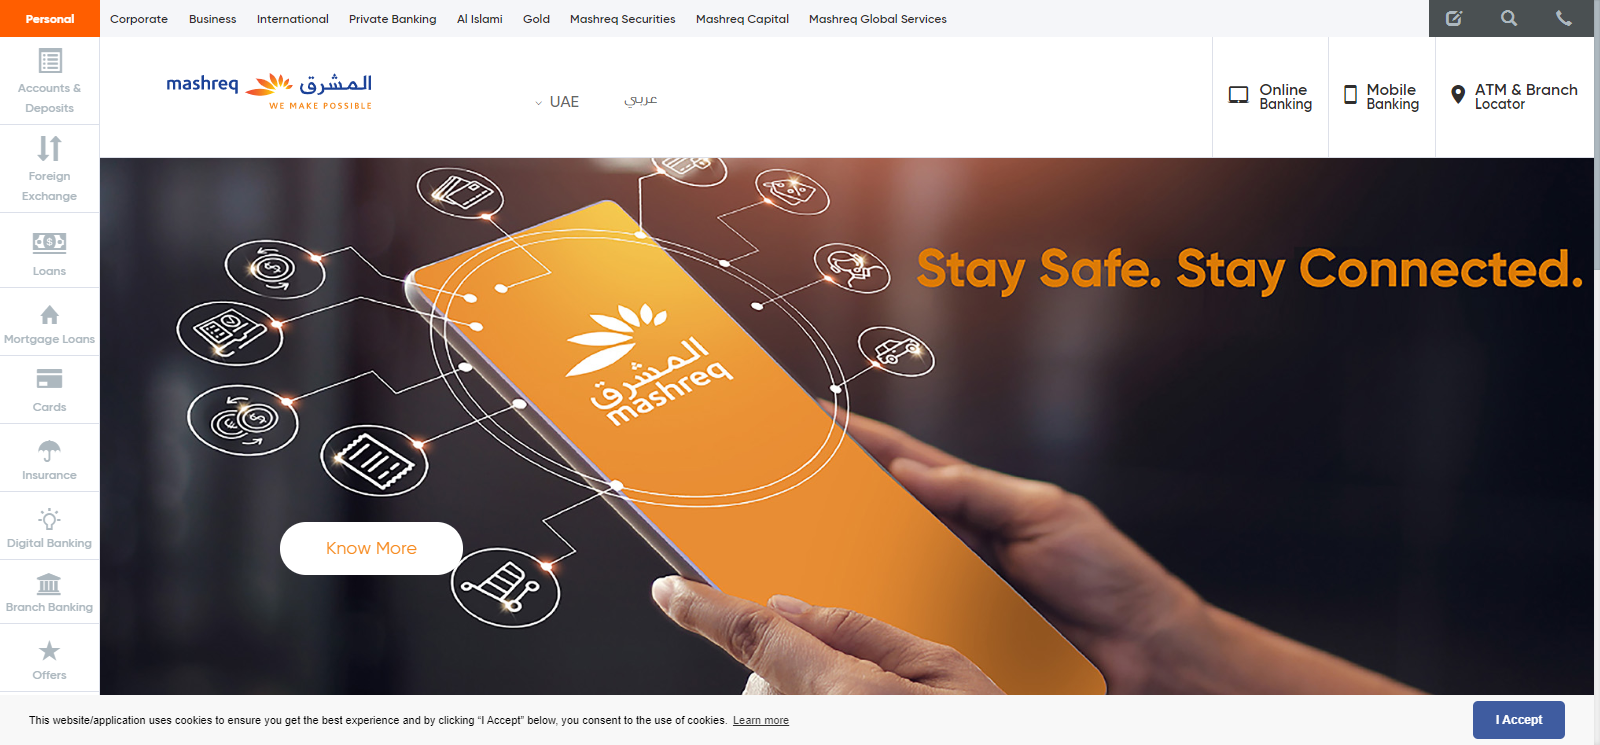 Personal
Corporate
Business
International
Private Banking
Al Islami
Gold
Mashreq Securities
Mashreq Capital
Mashreq Global Services
Accounts &
Deposits
Foreign
Exchange
Loans
Mortgage Loans
Cards
Insurance
Digital Banking
Branch Banking
Offers
mashreq المشرق
WE MAKE POSSIBLE
UAE
عربي
Online
Banking
Mobile
Banking
ATM & Branch
Locator
Stay Safe. Stay Connected.
المشرق
mashreq
Know More
This website/application uses cookies to ensure you get the best experience and by clicking “I Accept” below, you consent to the use of cookies. Learn more
I Accept